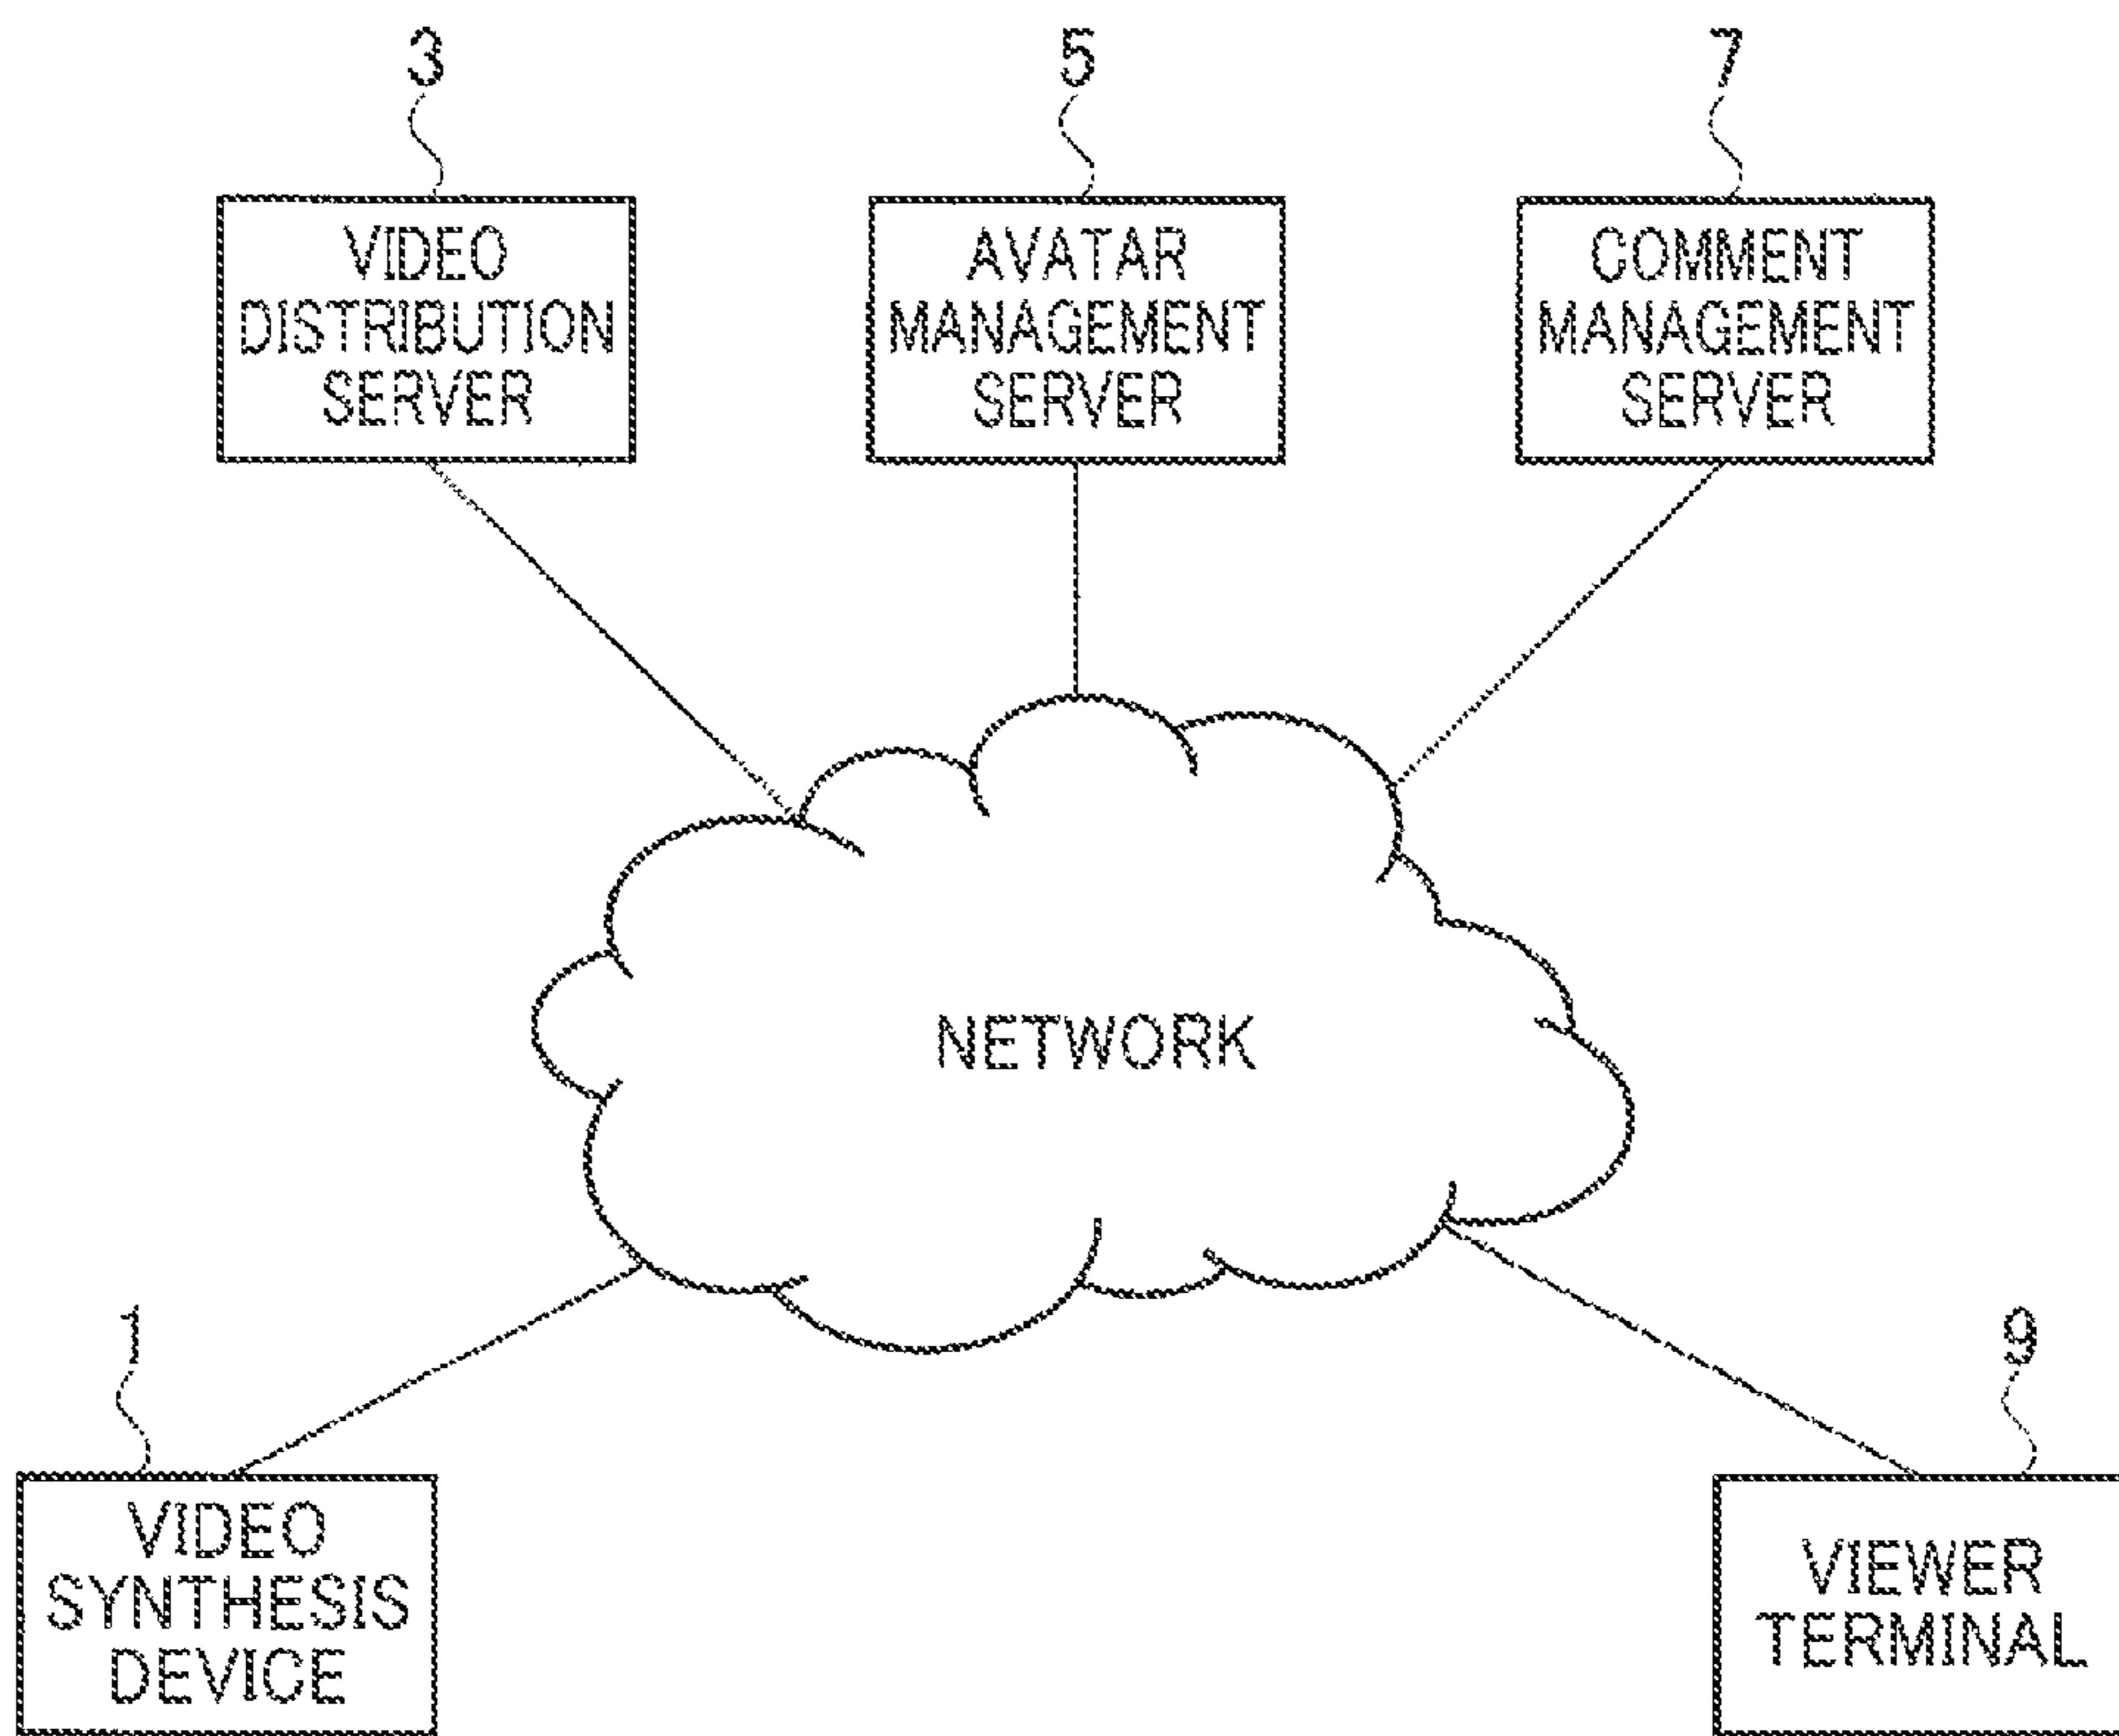 3
5
7
VIDEO
DISTRIBUTION
SERVER
AVATAR
MANAGEMENT
SERVER
COMMENT
MANAGEMENT
SERVER
NETWORK
1
9
VIDEO
SYNTHESIS
DEVICE
VIEWER
TERMINAL